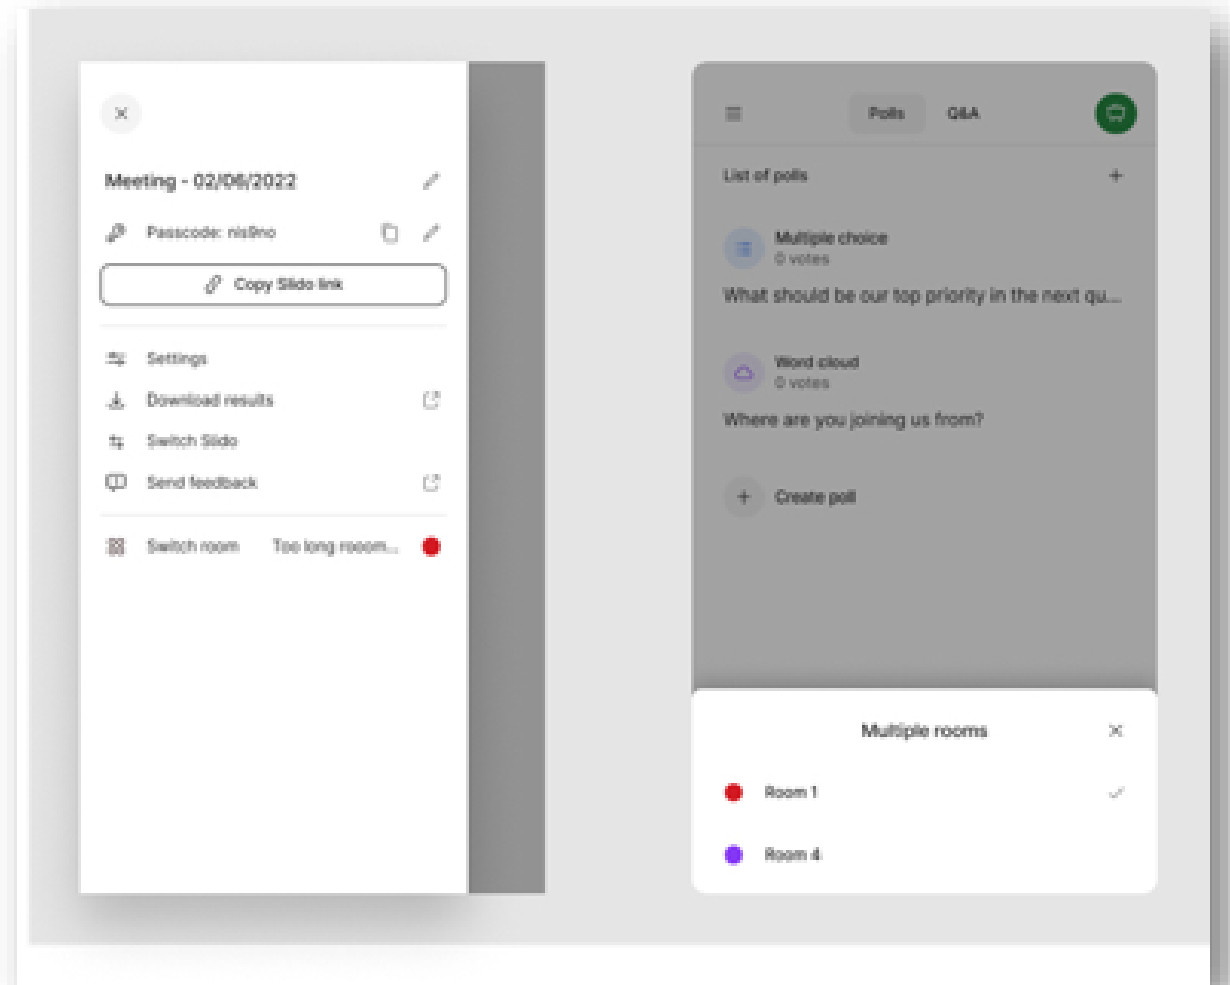 Meeting - 02/06/2022
Passcode: nis9no
Copy Slido link
Settings
Download results
Switch Slido
Send feedback
Switch room Too long rooom...
Polls Q&A
List of polls
Multiple choice
0 votes
What should be our top priority in the next qu...
Word cloud
0 votes
Where are you joining us from?
Create poll
Multiple rooms
Room 1
Room 4